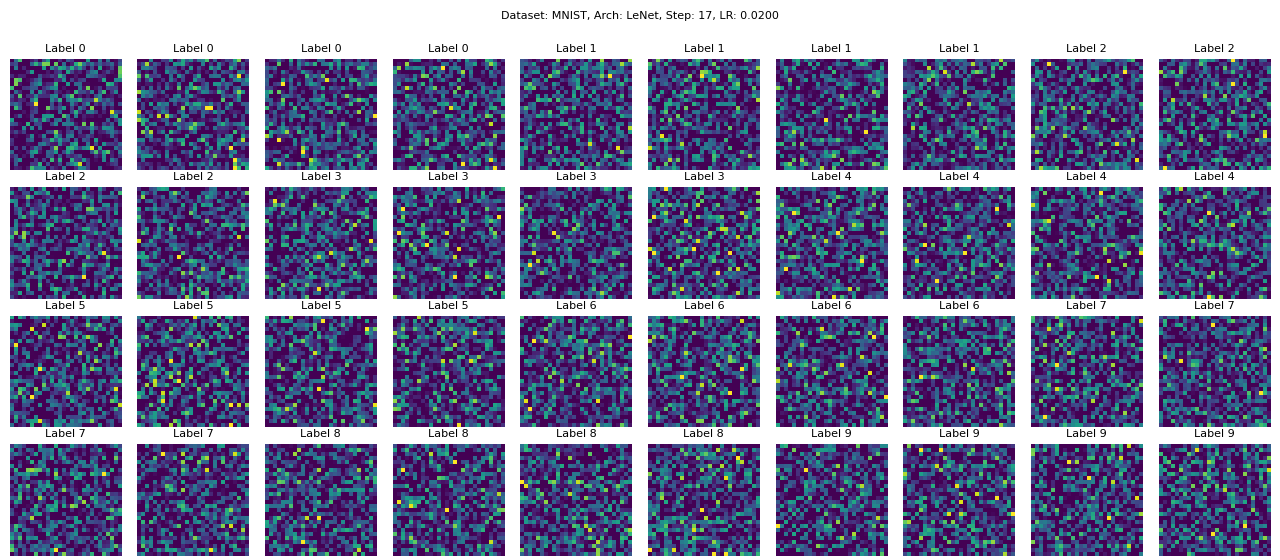 Dataset: MNIST, Arch: LeNet, Step: 17, LR: 0.0200
Label 0 Label 0 Label 0 Label 0 Label 1 Label 1 Label 1 Label 1 Label 2 Label 2
Label 2 Label 2 Label 3 Label 3 Label 3 Label 3 Label 4 Label 4 Label 4 Label 4
Label 5 Label 5 Label 5 Label 5 Label 6 Label 6 Label 6 Label 6 Label 7 Label 7
Label 7 Label 7 Label 8 Label 8 Label 8 Label 8 Label 9 Label 9 Label 9 Label 9